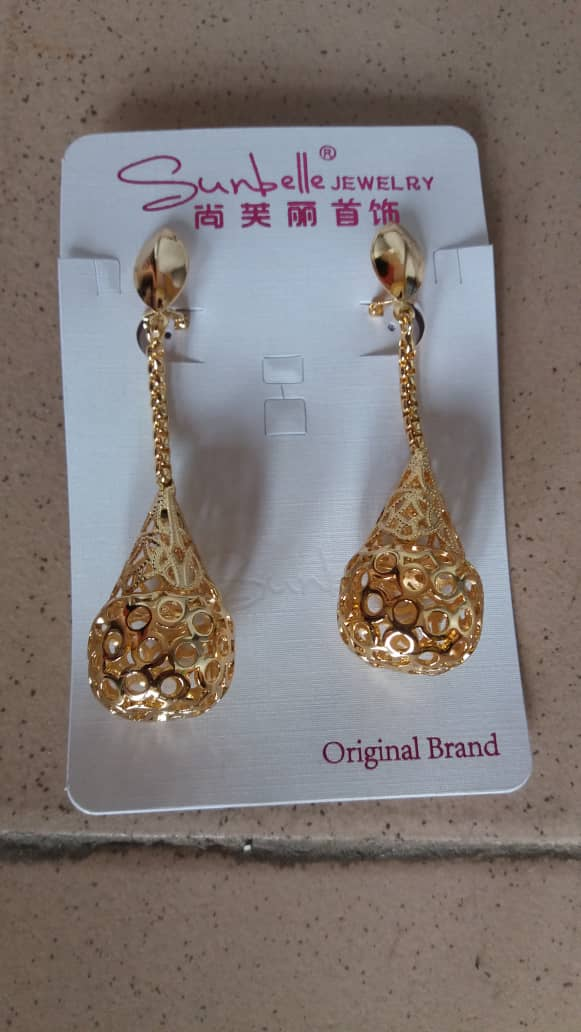 Sunbelle® JEWELRY
尚芙丽首饰
Original Brand